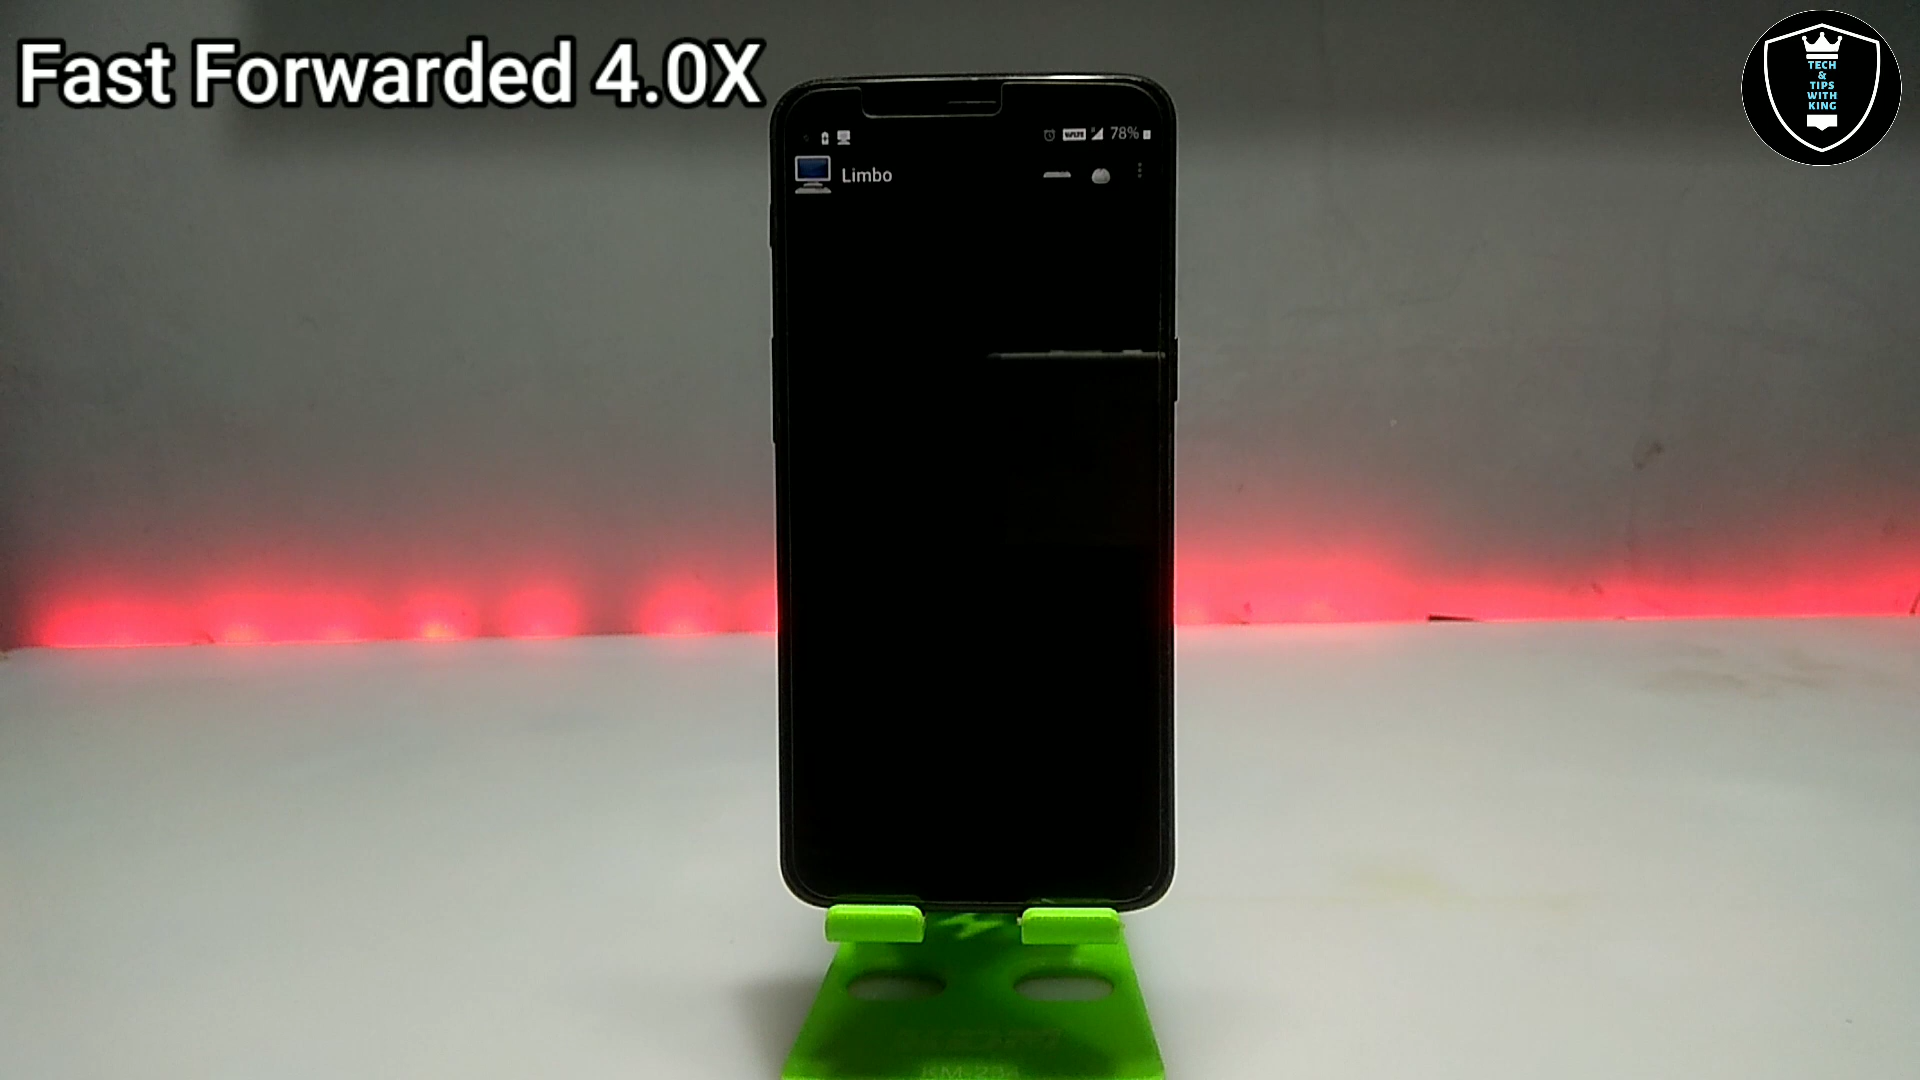 Fast Forwarded 4.0X
TECH
&
TIPS
WITH
KING
78%
Limbo